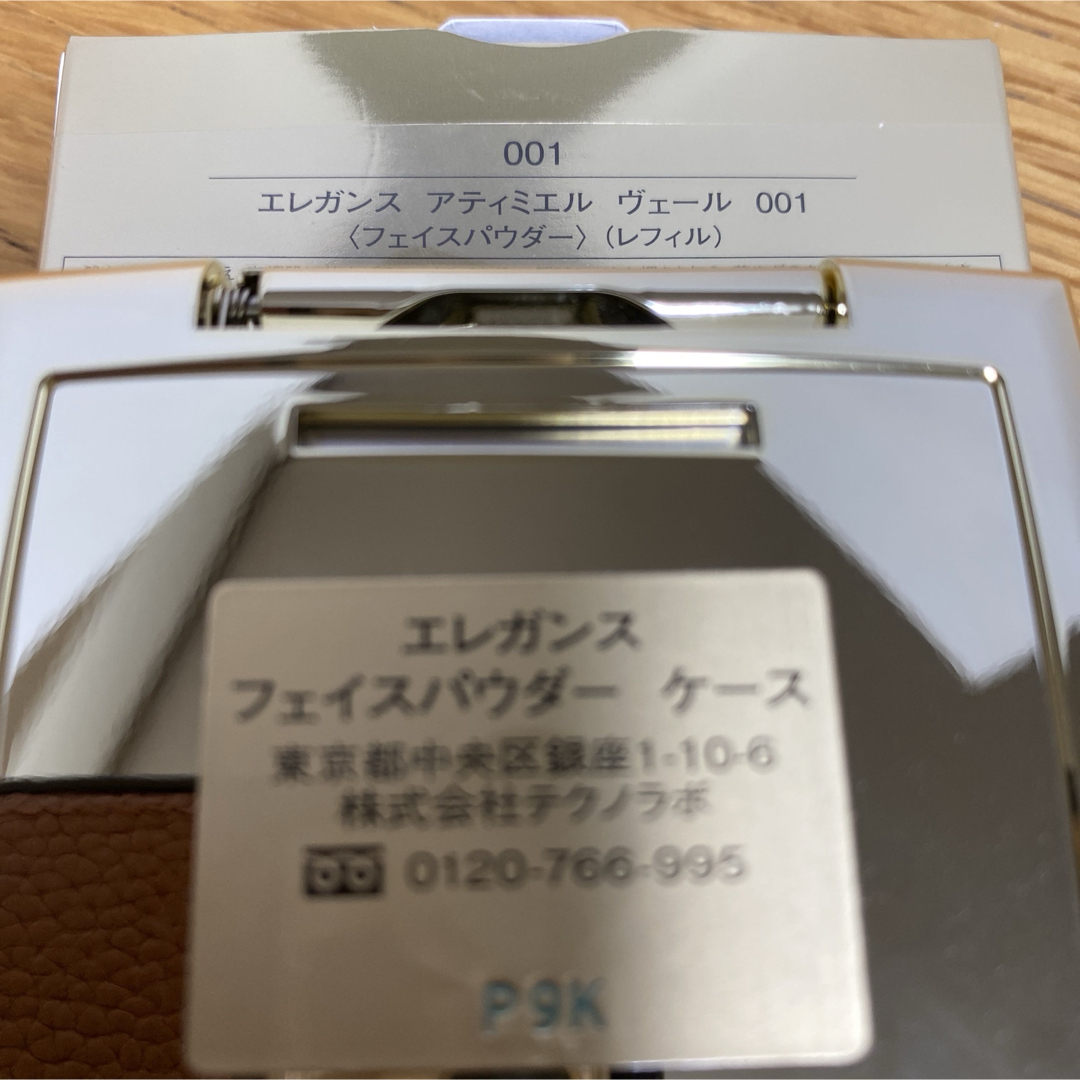 001
エレガンス アティミエル ヴェール 001
〈フェイスパウダー〉(レフィル)
エレガンス
フェイスパウダー ケース
東京都中央区銀座1-10-6
株式会社テクノラボ
0120-766-995
P9K